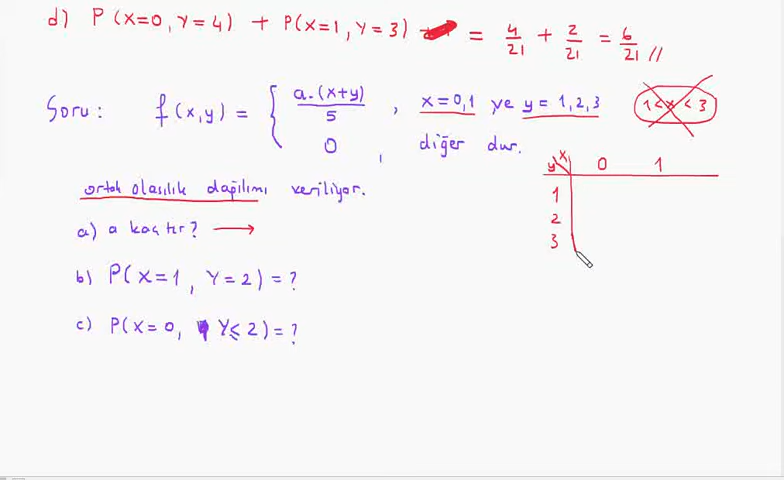 d) P(X=0, Y=4) + P(X=1, Y=3) = 4/21 + 2/21 = 6/21 //
Soru: f(x,y) = { a.(x+y)/5 , x=0,1 ve y=1,2,3
0 , diğer dur.
1 < x < 3
ortak olasılık dağılımı veriliyor.
a) a kaçtır? →
b) P(X=1, Y=2) = ?
c) P(X=0, Y≤2) = ?
y x 0 1
1
2
3